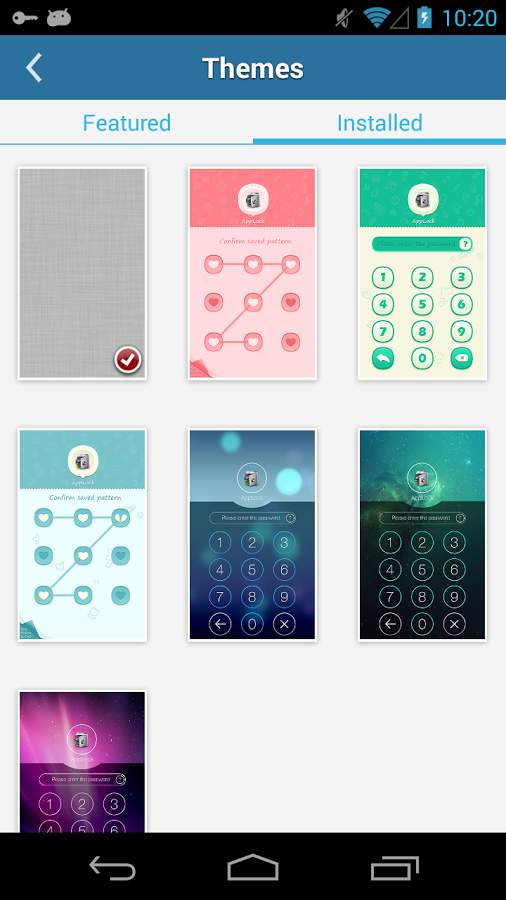 10:20
Themes
Featured Installed
AppLock
Confirm saved pattern
AppLock
Please enter the password ?
1 2 3
4 5 6
7 8 9
0
AppLock
Confirm saved pattern
AppLock
Please enter the password ?
1 2 3
4 5 6
7 8 9
0
AppLock
Please enter the password ?
1 2 3
4 5 6
7 8 9
0
AppLock
Please enter the password ?
1 2 3
4 5 6